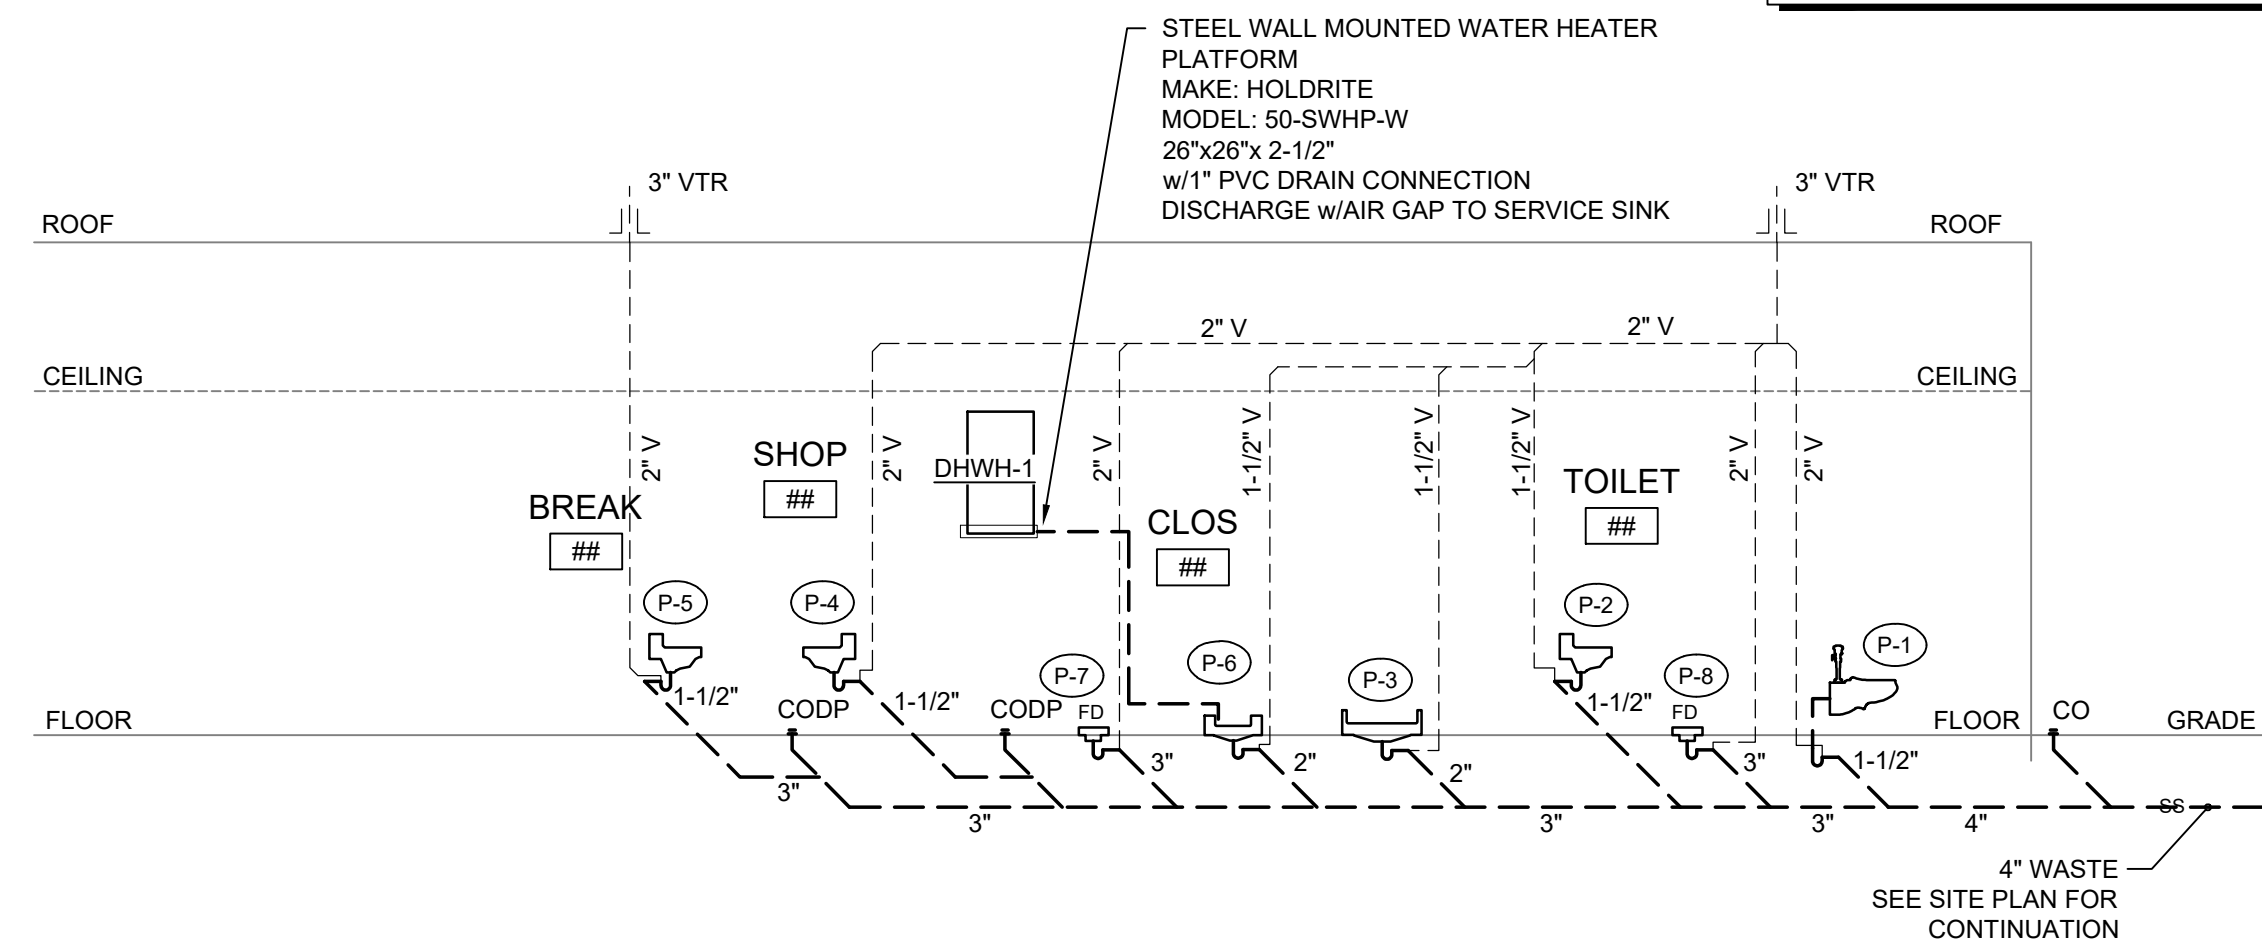 STEEL WALL MOUNTED WATER HEATER
PLATFORM
MAKE: HOLDRITE
MODEL: 50-SWHP-W
26"x26"x 2-1/2"
w/1" PVC DRAIN CONNECTION
DISCHARGE w/AIR GAP TO SERVICE SINK
3" VTR
3" VTR
ROOF
ROOF
2" V
2" V
CEILING
CEILING
2" V
SHOP
##
2" V
DHWH-1
2" V
1-1/2" V
1-1/2" V
1-1/2" V
TOILET
##
2" V
2" V
BREAK
##
CLOS
##
P-5
P-4
P-7
P-6
P-3
P-2
P-8
P-1
1-1/2"
CODP
1-1/2"
CODP
FD
1-1/2"
FD
FLOOR
FLOOR
CO
GRADE
3"
3"
2"
2"
3"
1-1/2"
3"
3"
3"
4"
SS
4" WASTE
SEE SITE PLAN FOR
CONTINUATION